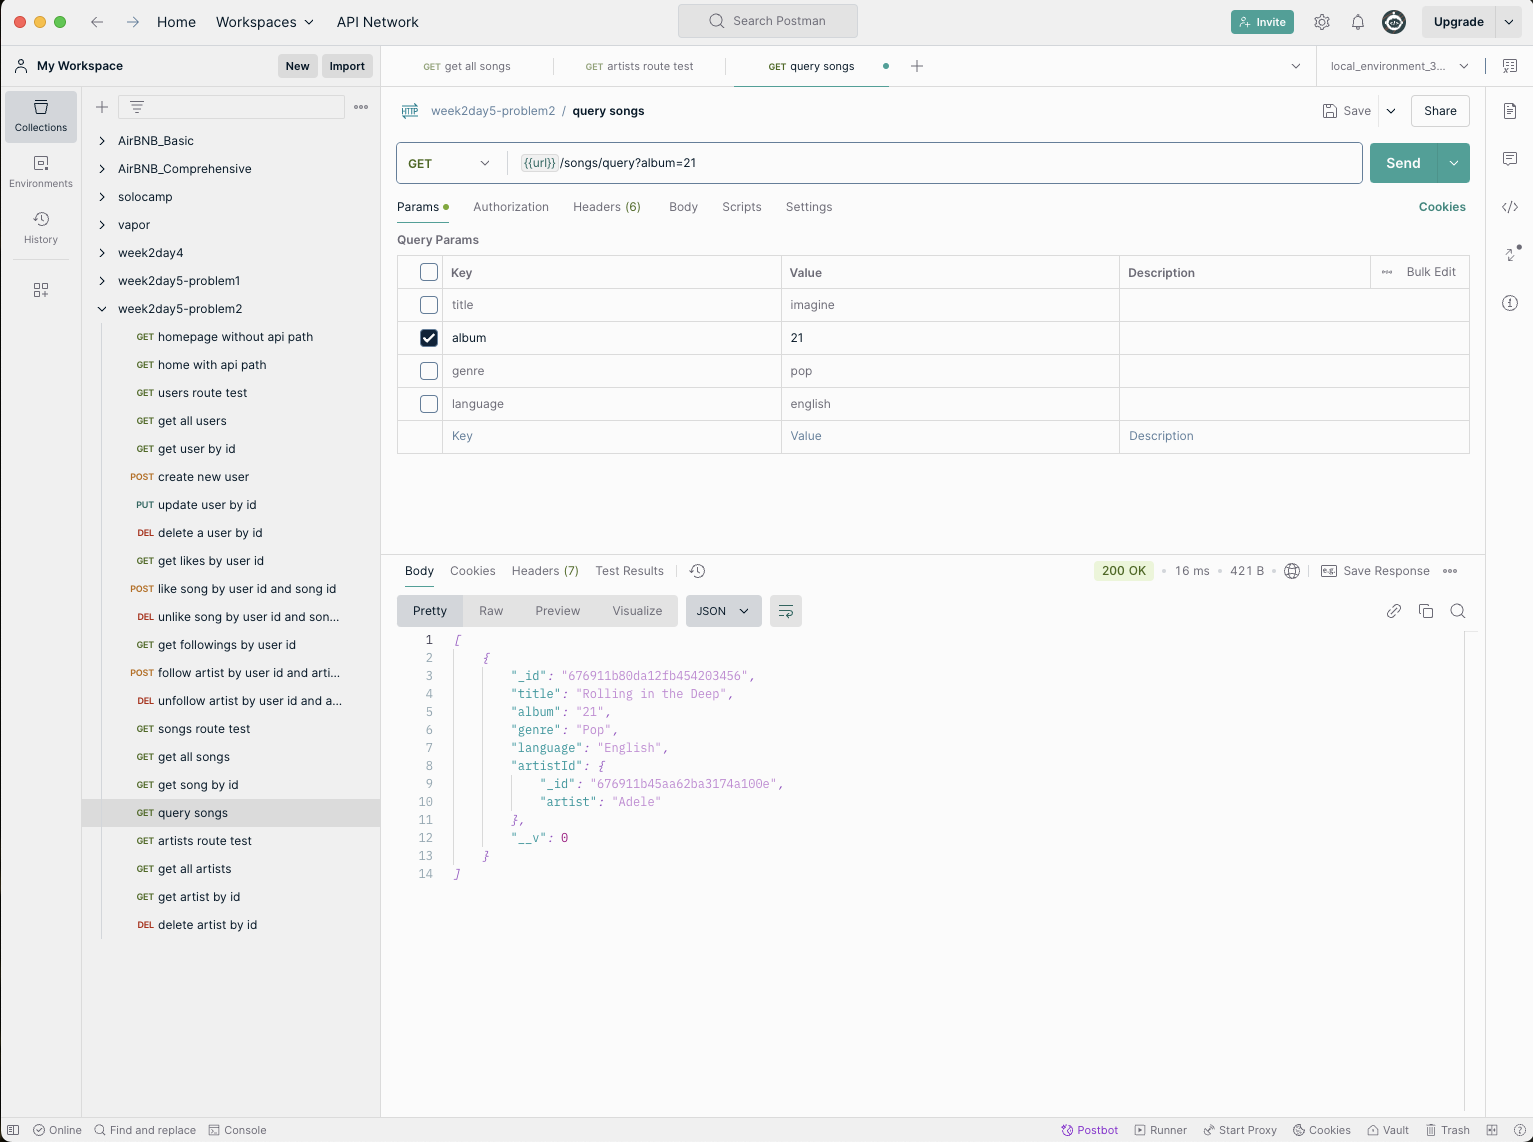 Home Workspaces API Network Search Postman Invite Upgrade
My Workspace New Import
GET get all songs GET artists route test GET query songs local_environment_3...
Collections
Environments
History
AirBNB_Basic
AirBNB_Comprehensive
solocamp
vapor
week2day4
week2day5-problem1
week2day5-problem2
GET homepage without api path
GET home with api path
GET users route test
GET get all users
GET get user by id
POST create new user
PUT update user by id
DEL delete a user by id
GET get likes by user id
POST like song by user id and song id
DEL unlike song by user id and son...
GET get followings by user id
POST follow artist by user id and arti...
DEL unfollow artist by user id and a...
GET songs route test
GET get all songs
GET get song by id
GET query songs
GET artists route test
GET get all artists
GET get artist by id
DEL delete artist by id
HTTP week2day5-problem2 / query songs Save Share
GET {{url}}/songs/query?album=21 Send
Params Authorization Headers (6) Body Scripts Settings Cookies
Query Params
Key Value Description Bulk Edit
title imagine
album 21
genre pop
language english
Key Value Description
Body Cookies Headers (7) Test Results 200 OK 16 ms 421 B e.g. Save Response
Pretty Raw Preview Visualize JSON
1 [
2 {
3 "_id": "676911b80da12fb454203456",
4 "title": "Rolling in the Deep",
5 "album": "21",
6 "genre": "Pop",
7 "language": "English",
8 "artistId": {
9 "_id": "676911b45aa62ba3174a100e",
10 "artist": "Adele"
11 },
12 "__v": 0
13 }
14 ]
Online Find and replace Console Postbot Runner Start Proxy Cookies Vault Trash